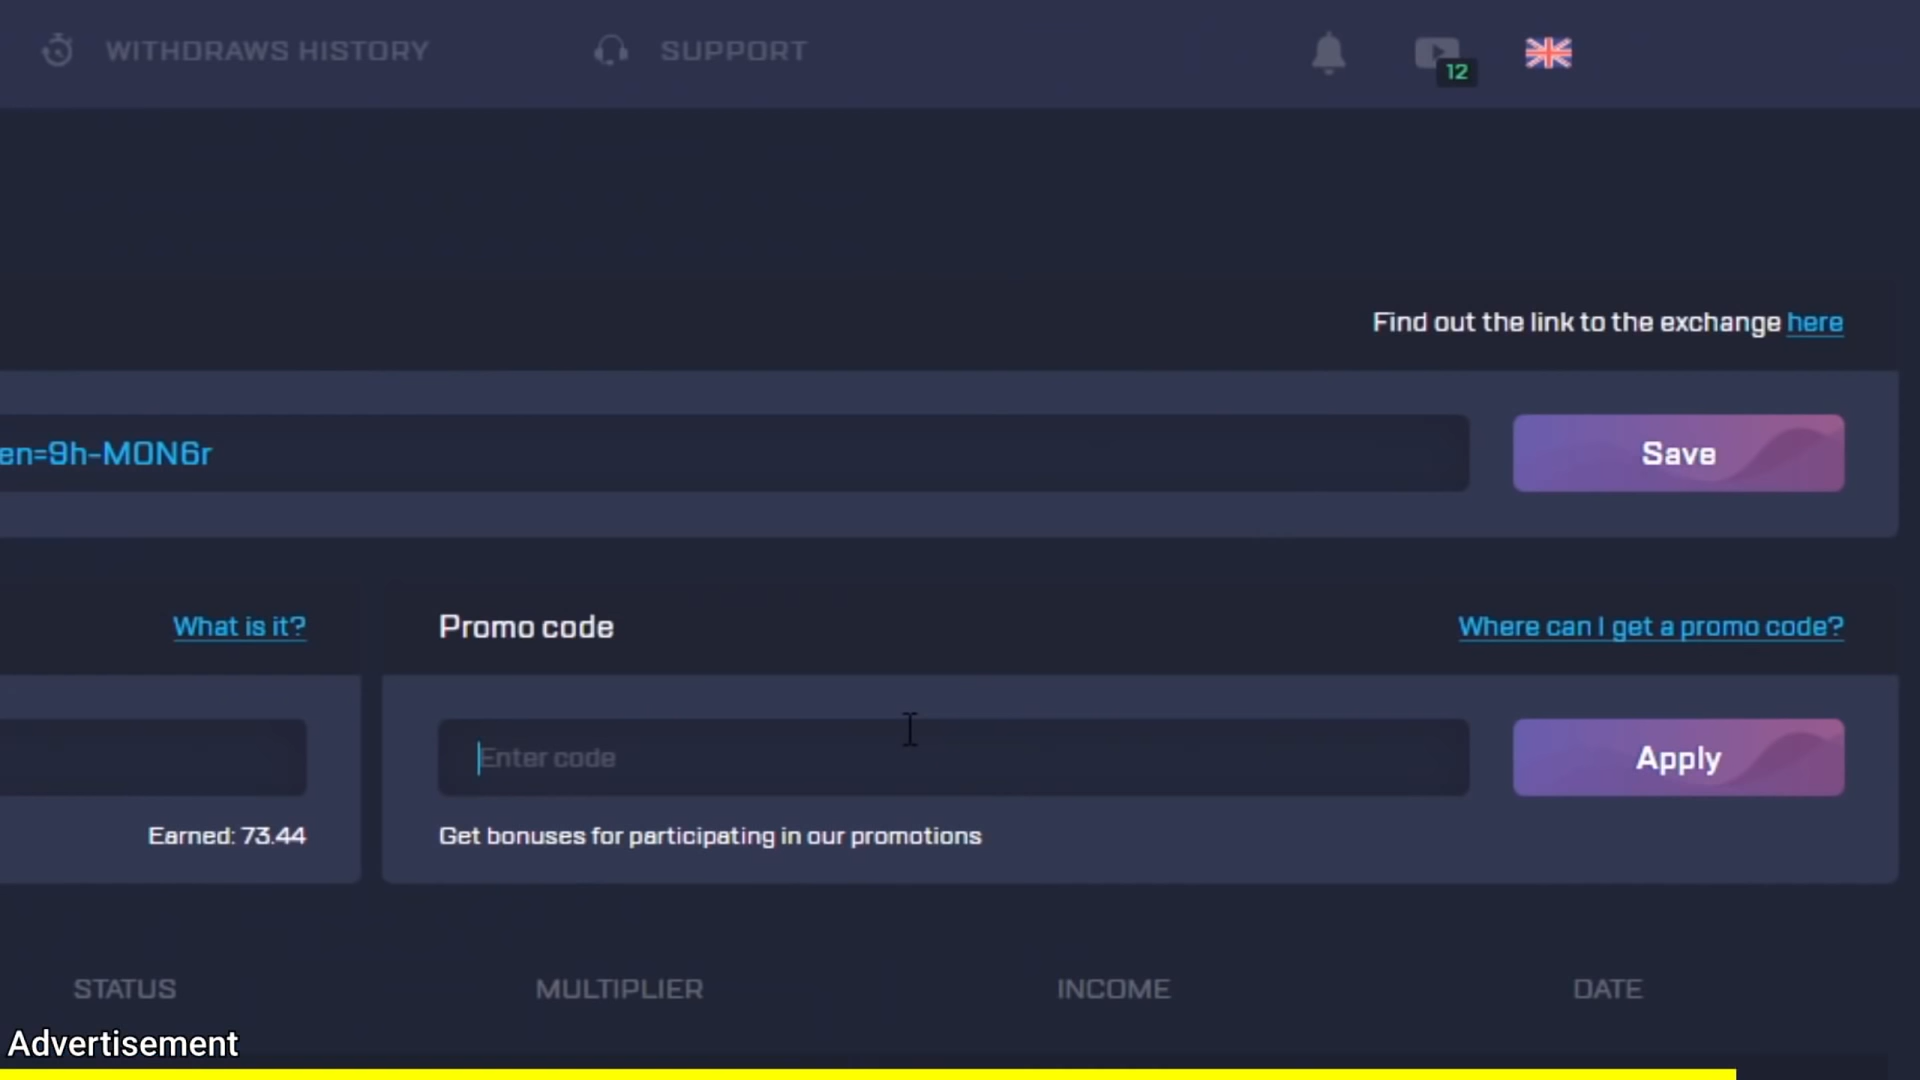 WITHDRAWS HISTORY
SUPPORT
12
Find out the link to the exchange here
en=9h-MON6r
Save
What is it?
Promo code
Where can I get a promo code?
Enter code
Apply
Earned: 73.44
Get bonuses for participating in our promotions
STATUS
MULTIPLIER
INCOME
DATE
Advertisement